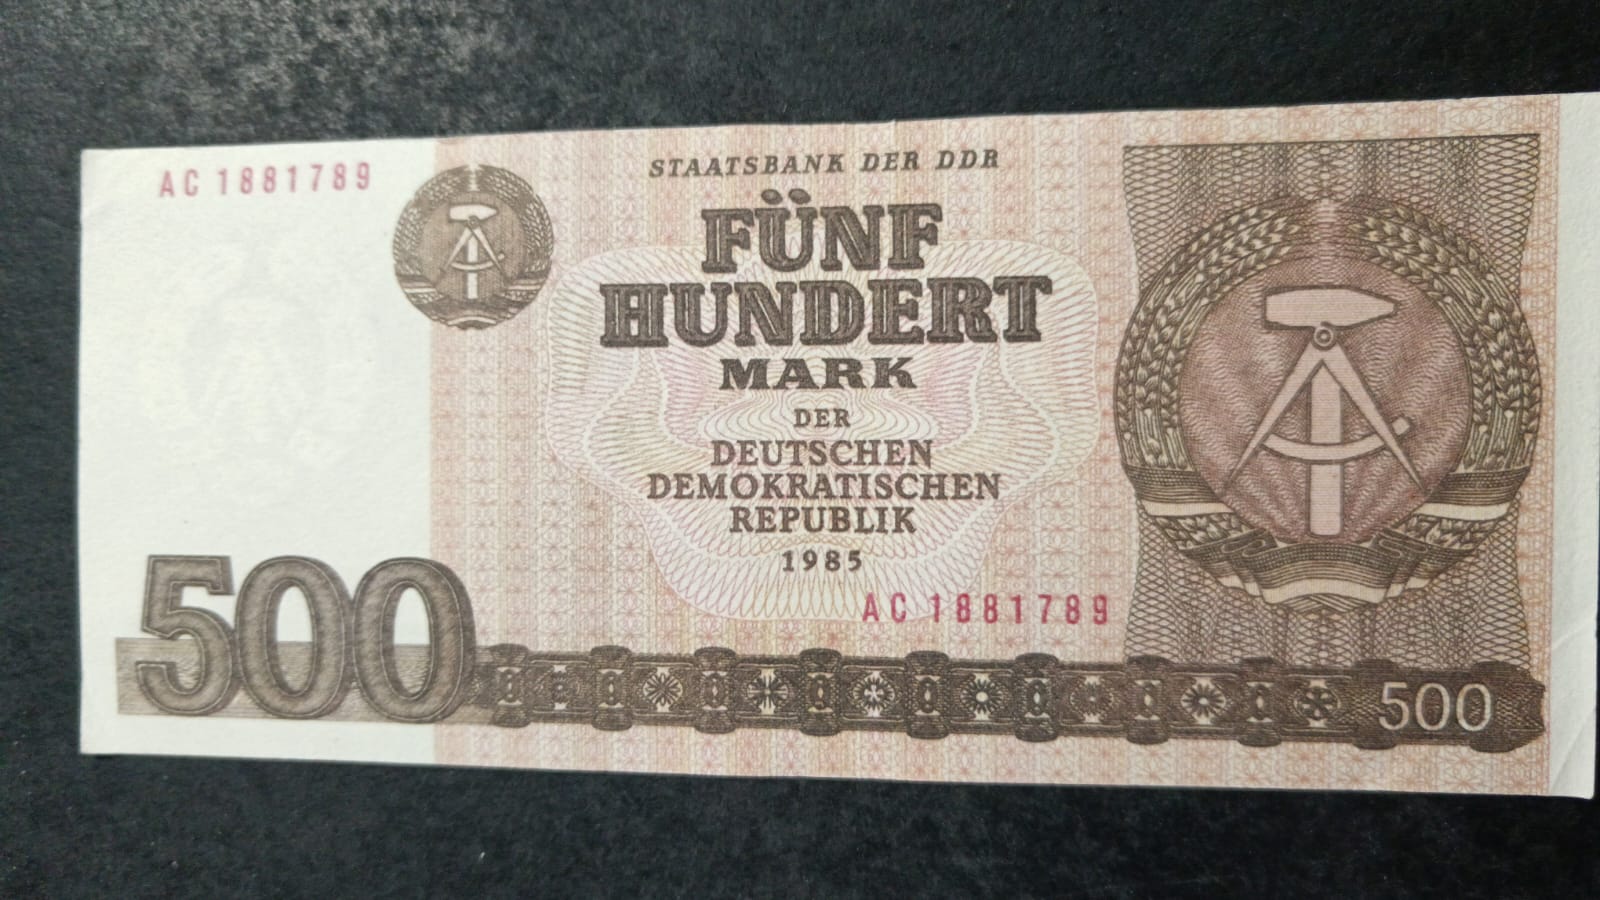 AC 1881789
STAATSBANK DER DDR
FÜNF
HUNDERT
MARK
DER
DEUTSCHEN
DEMOKRATISCHEN
REPUBLIK
1985
AC 1881789
500
500